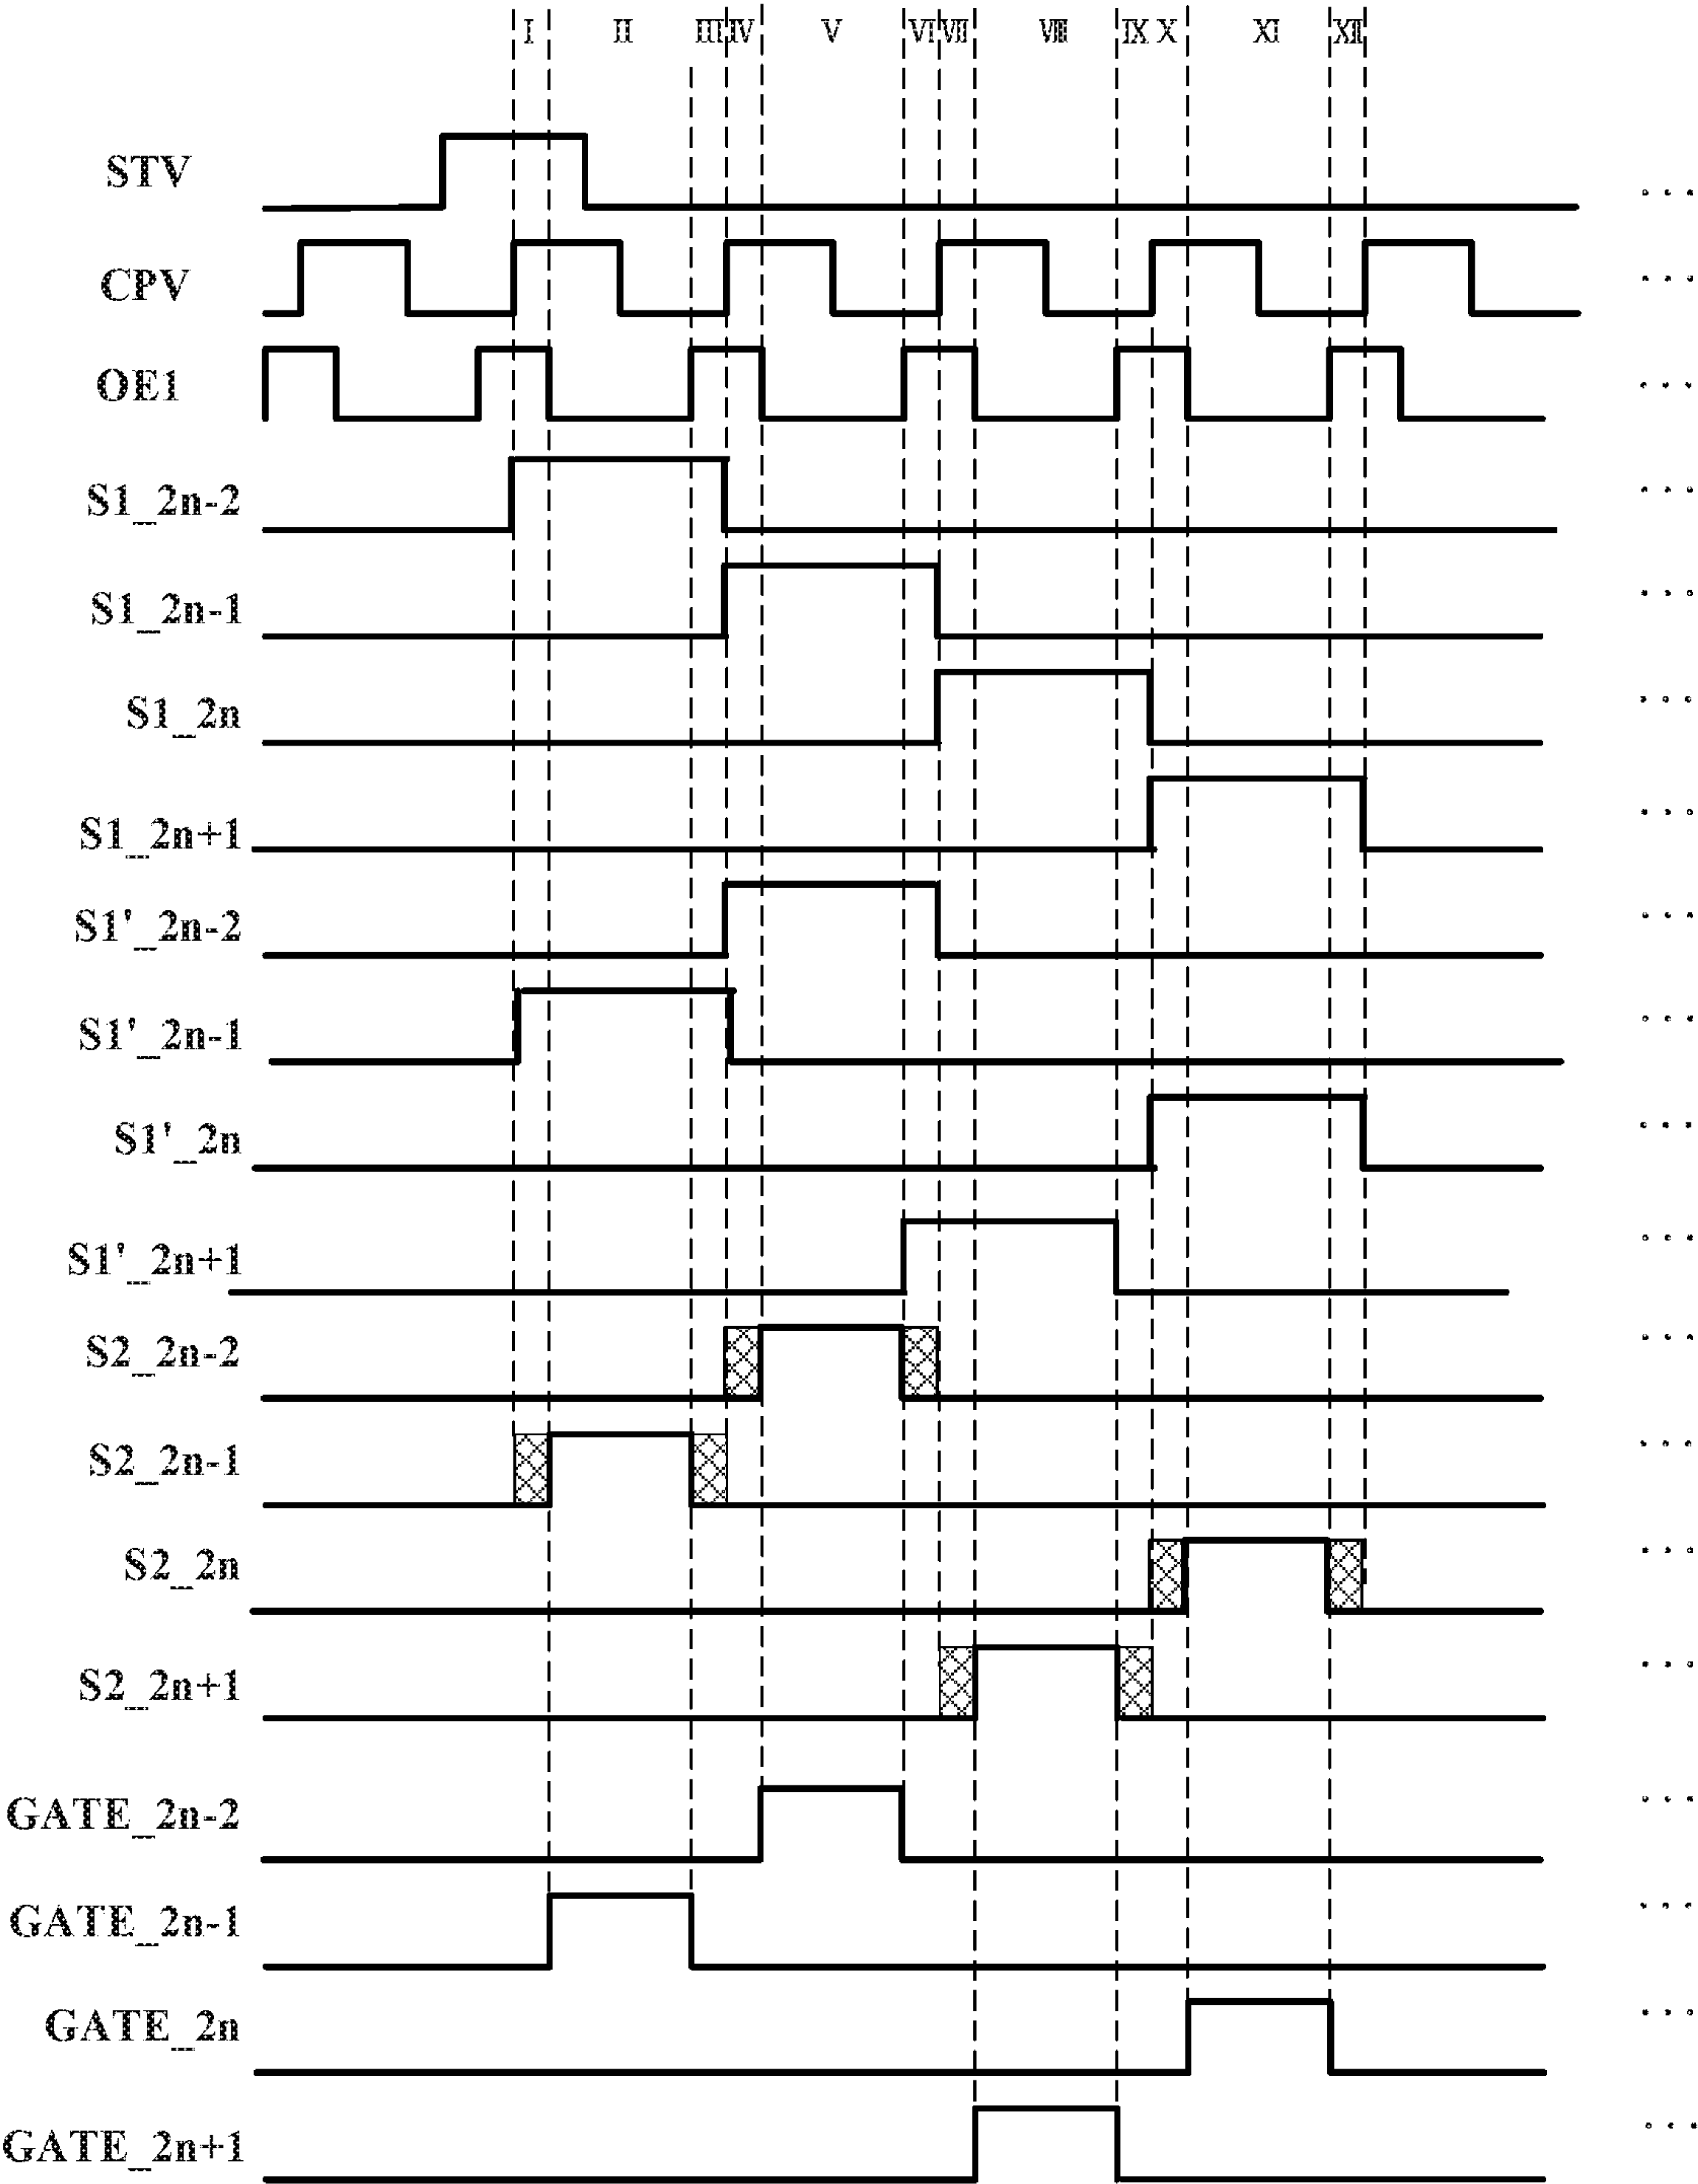 I II III IV V VI VII VIII IX X XI XII
STV ...
CPV ...
OE1 ...
S1_2n-2 ...
S1_2n-1 ...
S1_2n ...
S1_2n+1 ...
S1'_2n-2 ...
S1'_2n-1 ...
S1'_2n ...
S1'_2n+1 ...
S2_2n-2 ...
S2_2n-1 ...
S2_2n ...
S2_2n+1 ...
GATE_2n-2 ...
GATE_2n-1 ...
GATE_2n ...
GATE_2n+1 ...